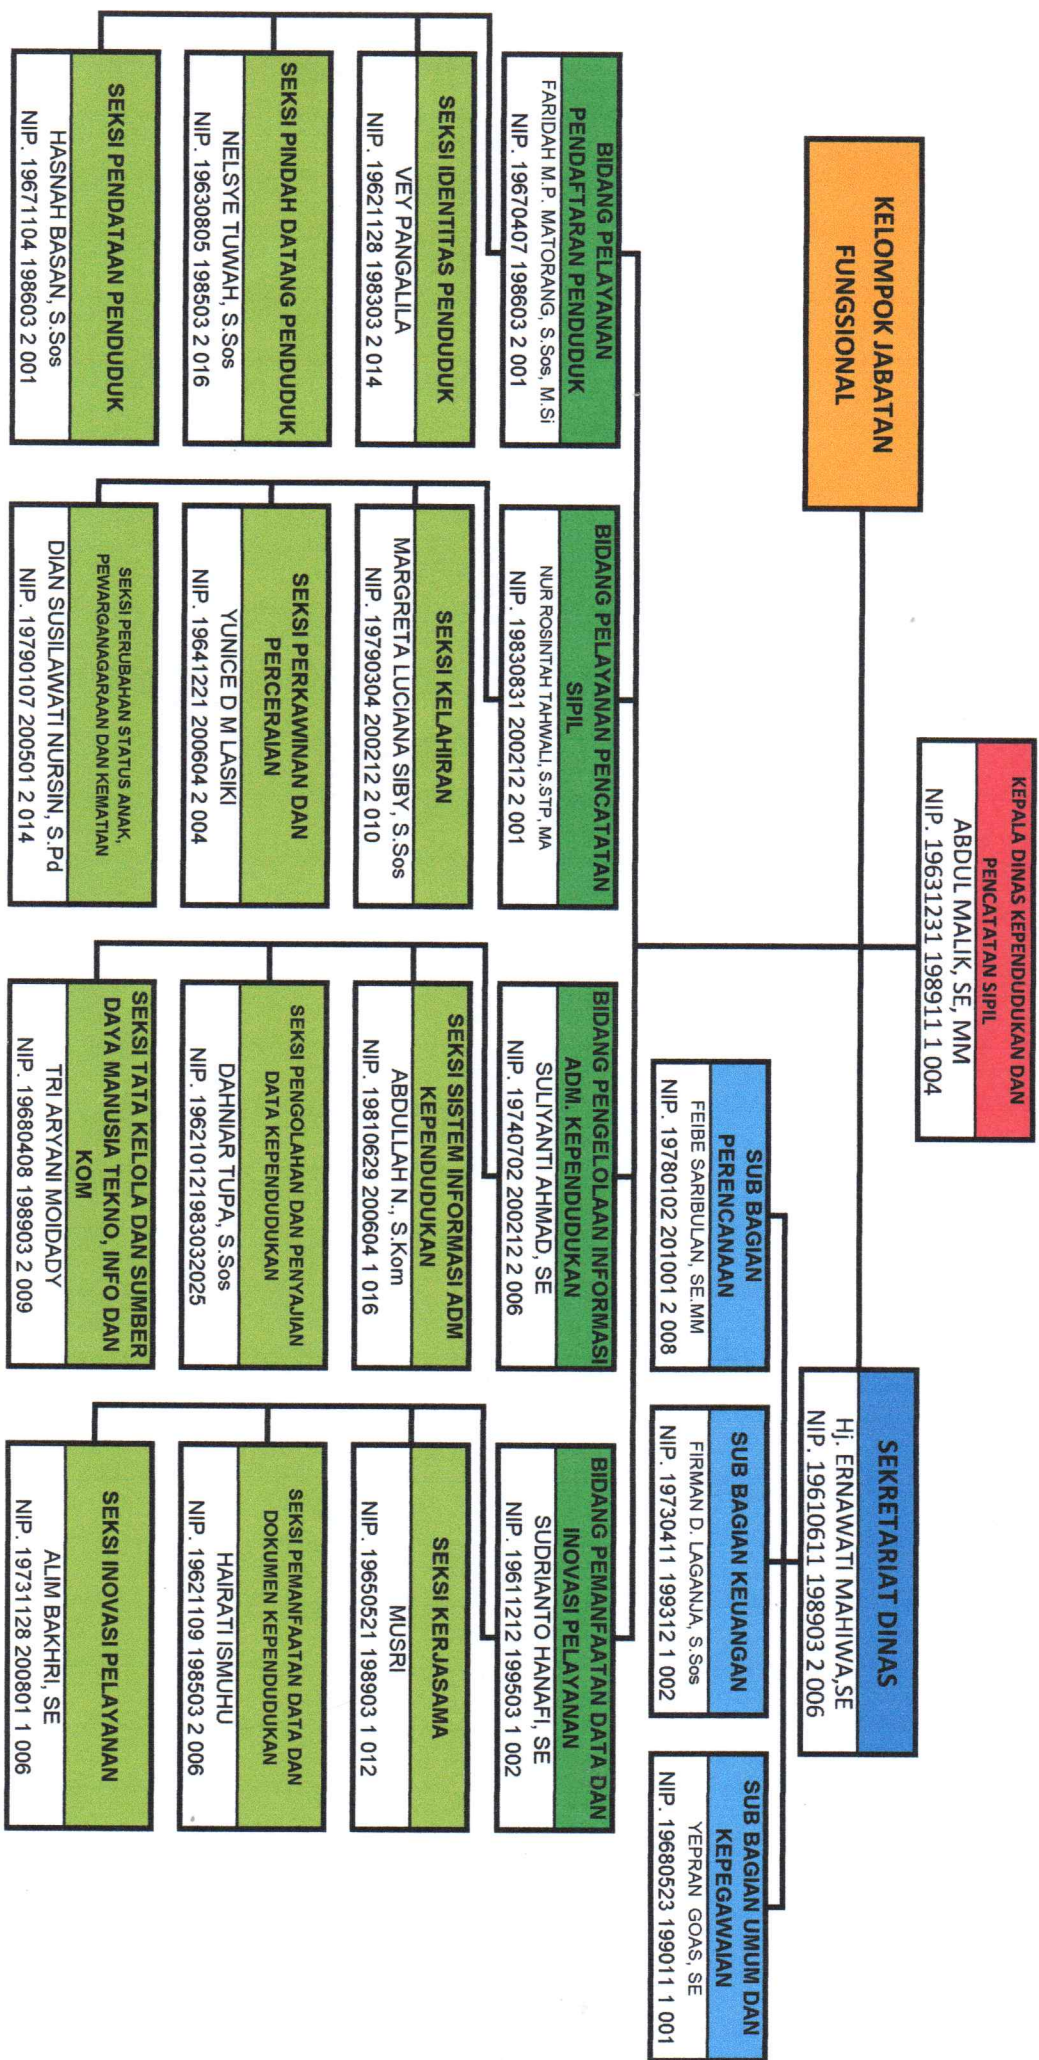 KEPALA DINAS KEPENDUDUKAN DAN
PENCATATAN SIPIL
ABDUL MALIK, SE, MM
NIP. 19631231 198911 1 004
KELOMPOK JABATAN
FUNGSIONAL
SEKRETARIAT DINAS
Hj. ERNAWATI MAHIWA,SE
NIP. 19610611 198903 2 006
SUB BAGIAN
PERENCANAAN
FEIBE SARIBULAN, SE.MM
NIP. 19780102 201001 2 008
SUB BAGIAN KEUANGAN
FIRMAN D. LAGANJA, S.Sos
NIP. 19730411 199312 1 002
SUB BAGIAN UMUM DAN
KEPEGAWAIAN
YEPRAN GOAS, SE
NIP. 19680523 199011 1 001
BIDANG PELAYANAN
PENDAFTARAN PENDUDUK
FARIDAH M.P. MATORANG, S.Sos, M.Si
NIP. 19670407 198603 2 001
SEKSI IDENTITAS PENDUDUK
VEY PANGALILA
NIP. 19621128 198303 2 014
SEKSI PINDAH DATANG PENDUDUK
NELSYE TUWAH, S.Sos
NIP. 19630805 198503 2 016
SEKSI PENDATAAN PENDUDUK
HASNAH BASAN, S.Sos
NIP. 19671104 198603 2 001
BIDANG PELAYANAN PENCATATAN
SIPIL
NUR ROSINTAH TAHWALI, S.STP, MA
NIP. 19830831 200212 2 001
SEKSI KELAHIRAN
MARGRETA LUCIANA SIBY, S.Sos
NIP. 19790304 200212 2 010
SEKSI PERKAWINAN DAN
PERCERAIAN
YUNICE D M LASIKI
NIP. 19641221 200604 2 004
SEKSI PERUBAHAN STATUS ANAK,
PEWARGANAGARAAN DAN KEMATIAN
DIAN SUSILAWATI NURSIN, S.Pd
NIP. 19790107 200501 2 014
BIDANG PENGELOLAAN INFORMASI
ADM. KEPENDUDUKAN
SULIYANTI AHMAD, SE
NIP. 19740702 200212 2 006
SEKSI SISTEM INFORMASI ADM
KEPENDUDUKAN
ABDULLAH N., S.Kom
NIP. 19810629 200604 1 016
SEKSI PENGOLAHAN DAN PENYAJIAN
DATA KEPENDUDUKAN
DAHNIAR TUPA, S.Sos
NIP. 196210121983032025
SEKSI TATA KELOLA DAN SUMBER
DAYA MANUSIA TEKNO, INFO DAN
KOM
TRI ARYANI MOIDADY
NIP. 19680408 198903 2 009
BIDANG PEMANFAATAN DATA DAN
INOVASI PELAYANAN
SUDRIANTO HANAFI, SE
NIP. 19611212 199503 1 002
SEKSI KERJASAMA
MUSRI
NIP. 19650521 198903 1 012
SEKSI PEMANFAATAN DATA DAN
DOKUMEN KEPENDUDUKAN
HAIRATI ISMUHU
NIP. 19621109 198503 2 006
SEKSI INOVASI PELAYANAN
ALIM BAKHRI, SE
NIP. 19731128 200801 1 006